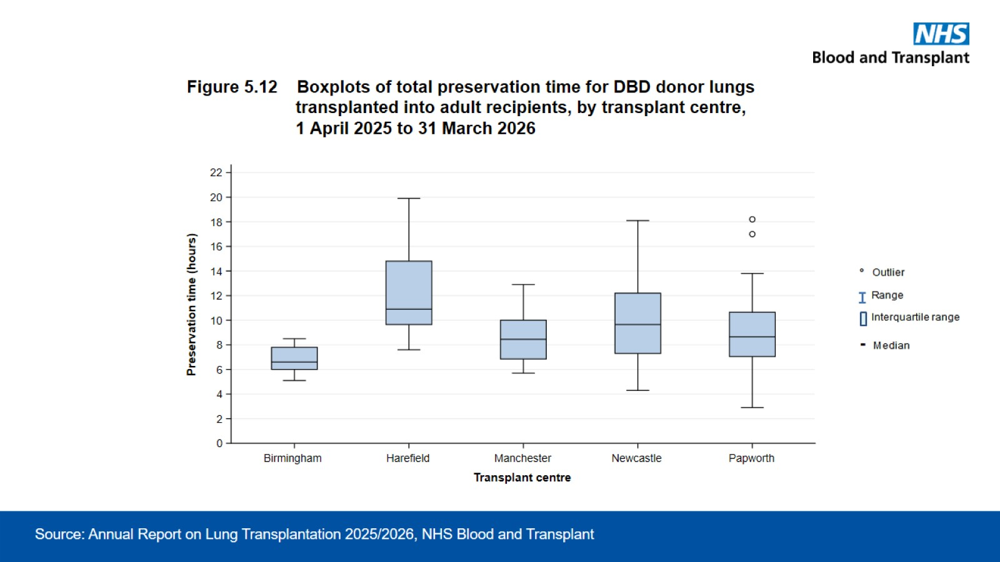 NHS
Blood and Transplant
Figure 5.12 Boxplots of total preservation time for DBD donor lungs
transplanted into adult recipients, by transplant centre,
1 April 2025 to 31 March 2026
22
20
18
16
14
12
10
8
6
4
2
0
Preservation time (hours)
Birmingham Harefield Manchester Newcastle Papworth
Transplant centre
Outlier
Range
Interquartile range
Median
Source: Annual Report on Lung Transplantation 2025/2026, NHS Blood and Transplant